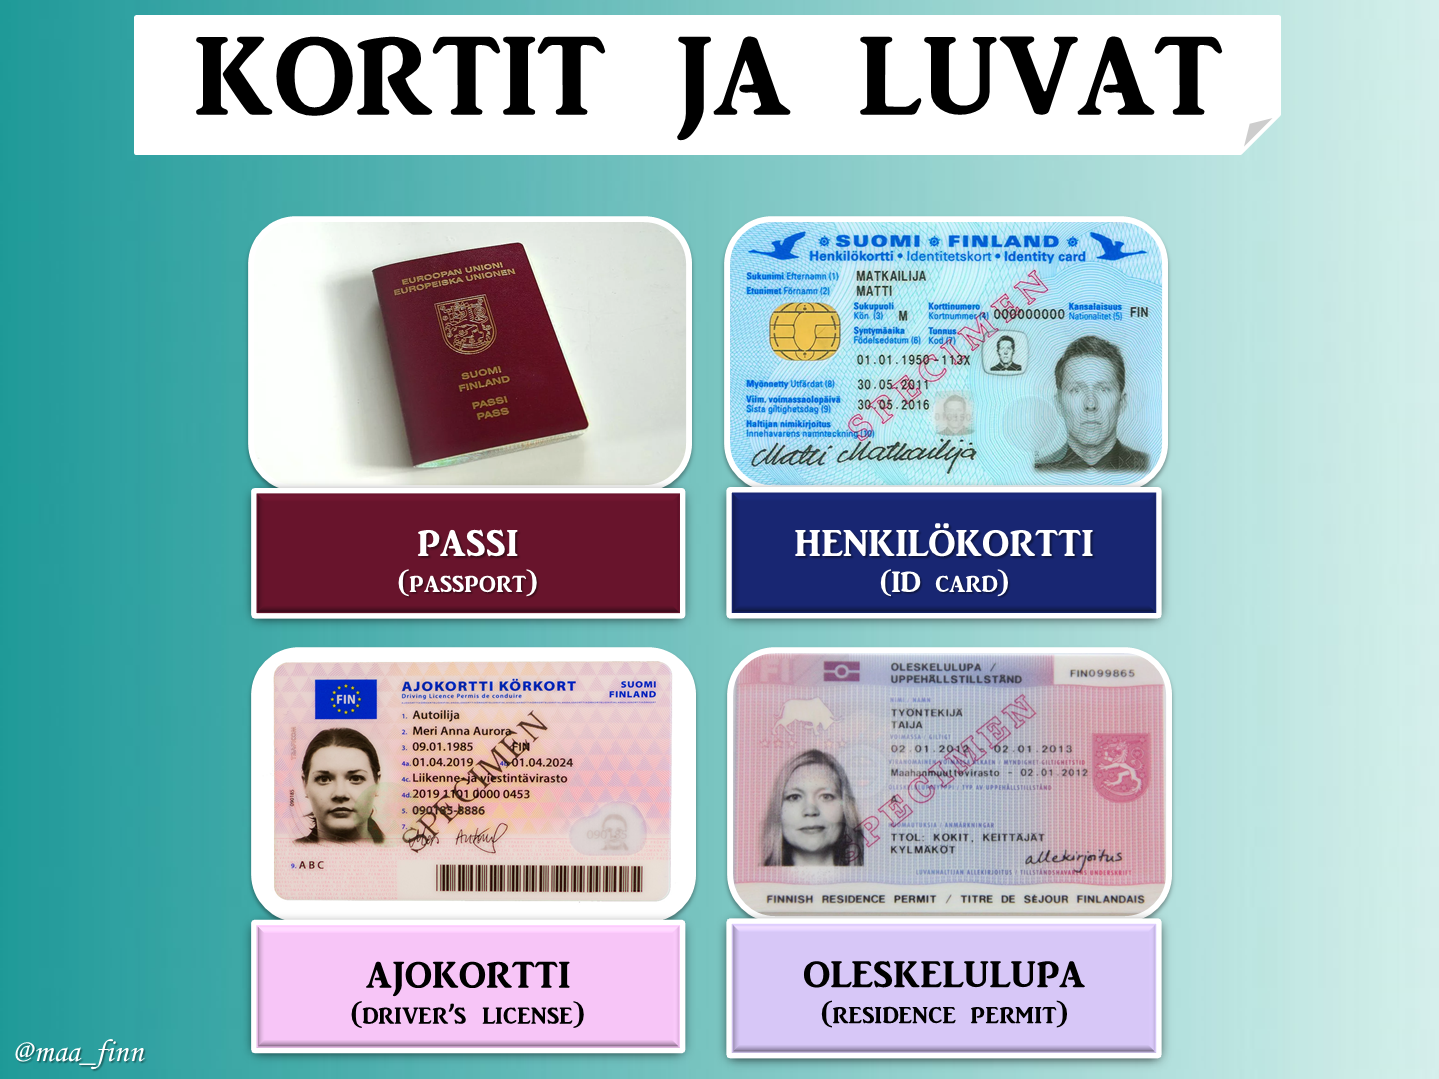 KORTIT JA LUVAT
EUROOPAN UNIONI
EUROPEISKA UNIONEN
SUOMI
FINLAND
PASSI
PASS
PASSI
(PASSPORT)
SUOMI FINLAND
Henkilökortti • Identitetskort • Identity card
Sukunimi Efternamn (1) MATKAILIJA
Etunimet Förnamn (2) MATTI
Sukupuoli Korttinumero Kansalaisuus
Kön (3) M Kortnummer (4) 000000000 Nationalitet (5) FIN
Syntymäaika Tunnus
Födelsedatum (6) Kod (7)
01.01.1950 -113X
Myönnetty Utfärdat (8) 30.05.2011
Viim. voimassaolopäivä
Sista giltighetsdag (9) 30.05.2016
Haltijan nimikirjoitus
Innehavarens namnteckning (10)
Matti Matkailija
SPECIMEN
HENKILÖKORTTI
(ID CARD)
FIN
AJOKORTTI KÖRKORT
Driving Licence Permis de conduire
SUOMI
FINLAND
1. Autoilija
2. Meri Anna Aurora
3. 09.01.1985 FIN
4a. 01.04.2019 4b. 01.04.2024
4c. Liikenne- ja viestintävirasto
4d. 2019 1101 0000 0453
5. 090185-8886
7.
9. A B C
SPECIMEN
AJOKORTTI
(DRIVER'S LICENSE)
OLESKELULUPA /
UPPEHÅLLSTILLSTÅND
FIN099865
TYÖNTEKIJÄ
TAIJA
02.01.2012 - 02.01.2013
Maahanmuuttovirasto - 02.01.2012
TTOL: KOKIT, KEITTÄJÄT
KYLMÄKÖT
allekirjoitus
SPECIMEN
FINNISH RESIDENCE PERMIT / TITRE DE SÉJOUR FINLANDAIS
OLESKELULUPA
(RESIDENCE PERMIT)
@maa_finn